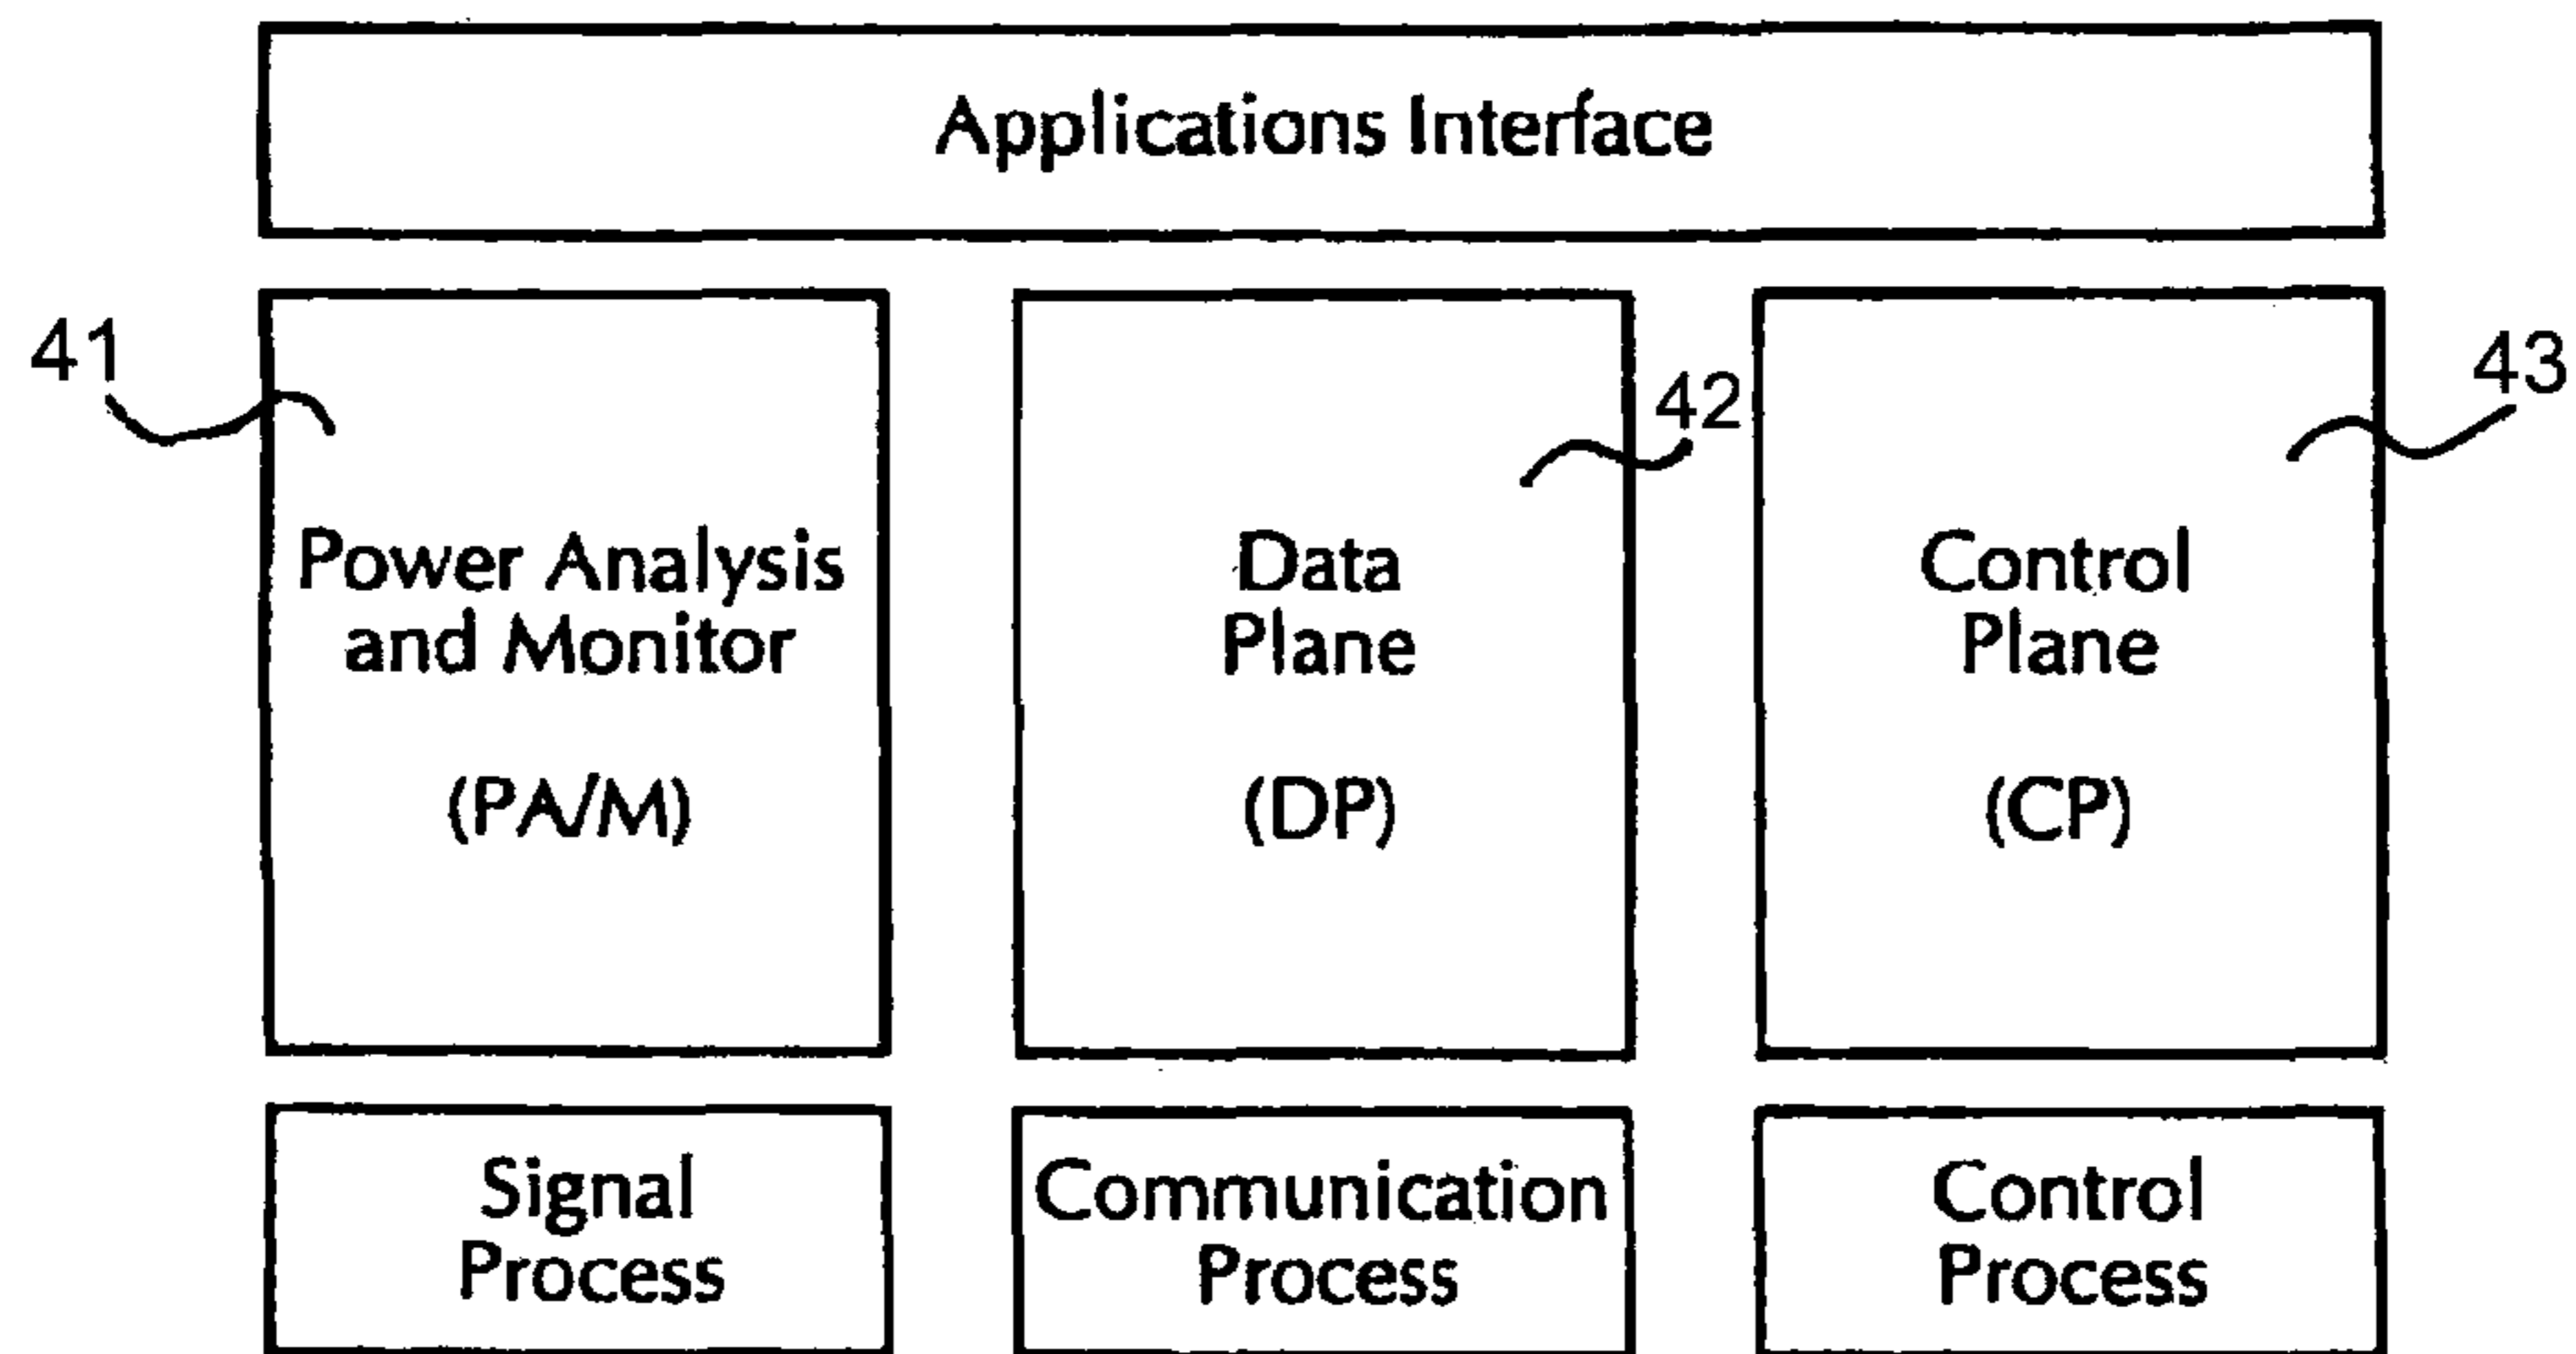 Applications Interface
41
42
43
Power Analysis
and Monitor
(PA/M)
Data
Plane
(DP)
Control
Plane
(CP)
Signal
Process
Communication
Process
Control
Process